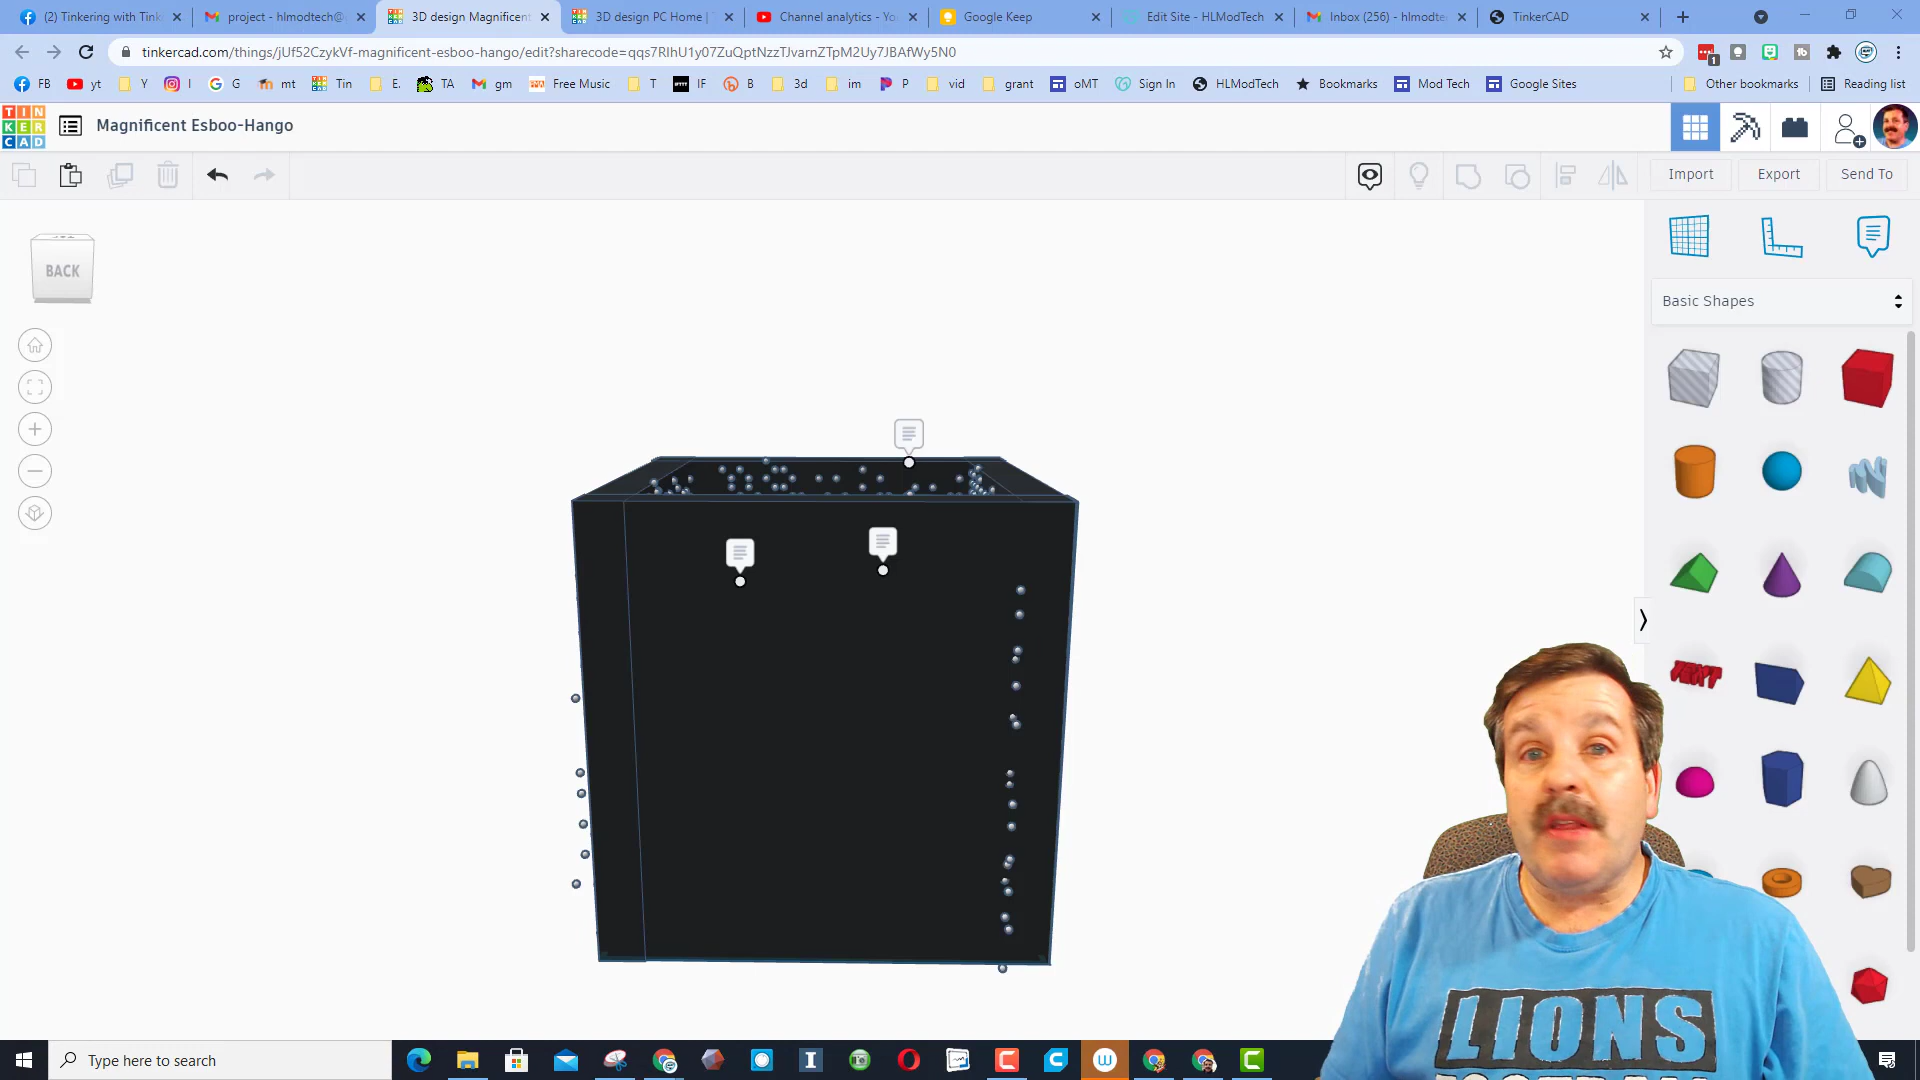 (2) Tinkering with Tink
project - hlmodtech@
3D design Magnificent
3D design PC Home | T
Channel analytics - Yo
Google Keep
Edit Site - HLModTech
Inbox (256) - hlmodte
TinkerCAD
tinkercad.com/things/jUf52CzykVf-magnificent-esboo-hango/edit?sharecode=qqs7RIhU1y07ZuQptNzzTJvarnZTpM2Uy7JBAfWy5N0
1
FB
yt
Y
I
G
mt
Tin
E.
TA
gm
Free Music
T
IF
B
3d
im
P
vid
grant
oMT
Sign In
HLModTech
Bookmarks
Mod Tech
Google Sites
Other bookmarks
Reading list
TIN
KER
CAD
Magnificent Esboo-Hango
Import
Export
Send To
BACK
Basic Shapes
TEXT
LIONS
FOOTBALL
Type here to search